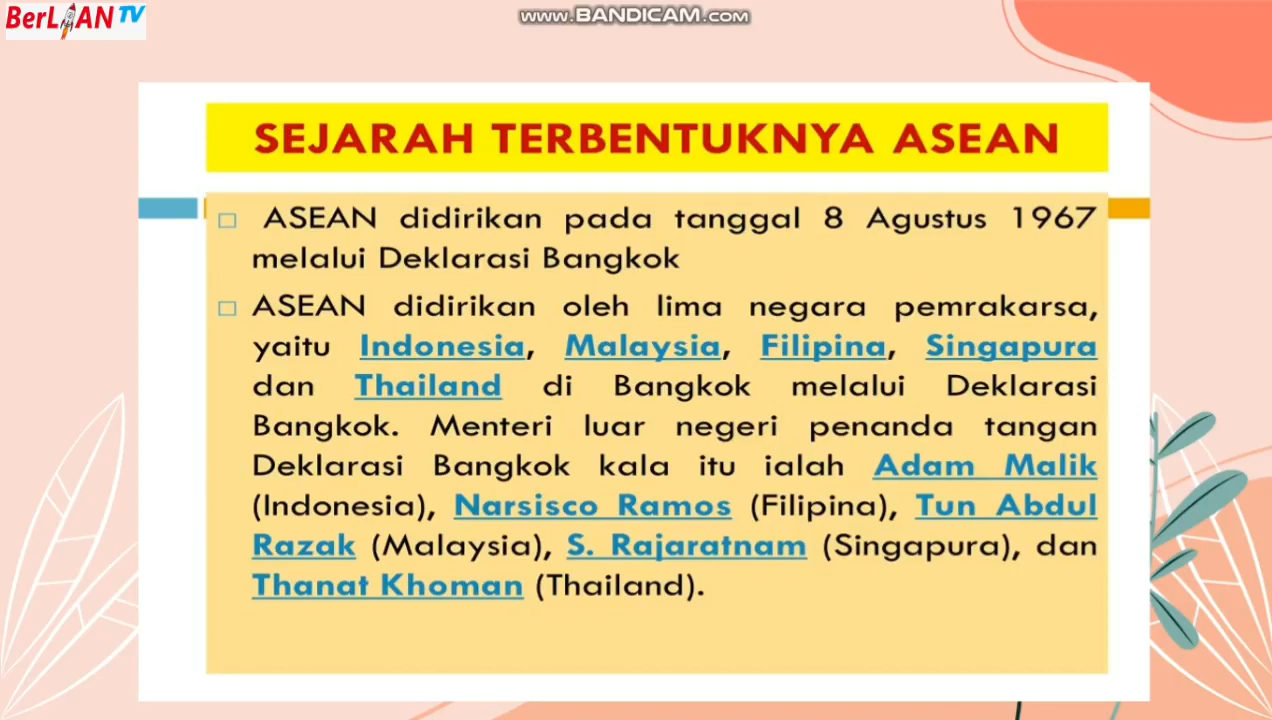 BerLIAN TV
www.BANDICAM.com
SEJARAH TERBENTUKNYA ASEAN
ASEAN didirikan pada tanggal 8 Agustus 1967
melalui Deklarasi Bangkok
ASEAN didirikan oleh lima negara pemrakarsa,
yaitu Indonesia, Malaysia, Filipina, Singapura
dan Thailand di Bangkok melalui Deklarasi
Bangkok. Menteri luar negeri penanda tangan
Deklarasi Bangkok kala itu ialah Adam Malik
(Indonesia), Narsisco Ramos (Filipina), Tun Abdul
Razak (Malaysia), S. Rajaratnam (Singapura), dan
Thanat Khoman (Thailand).